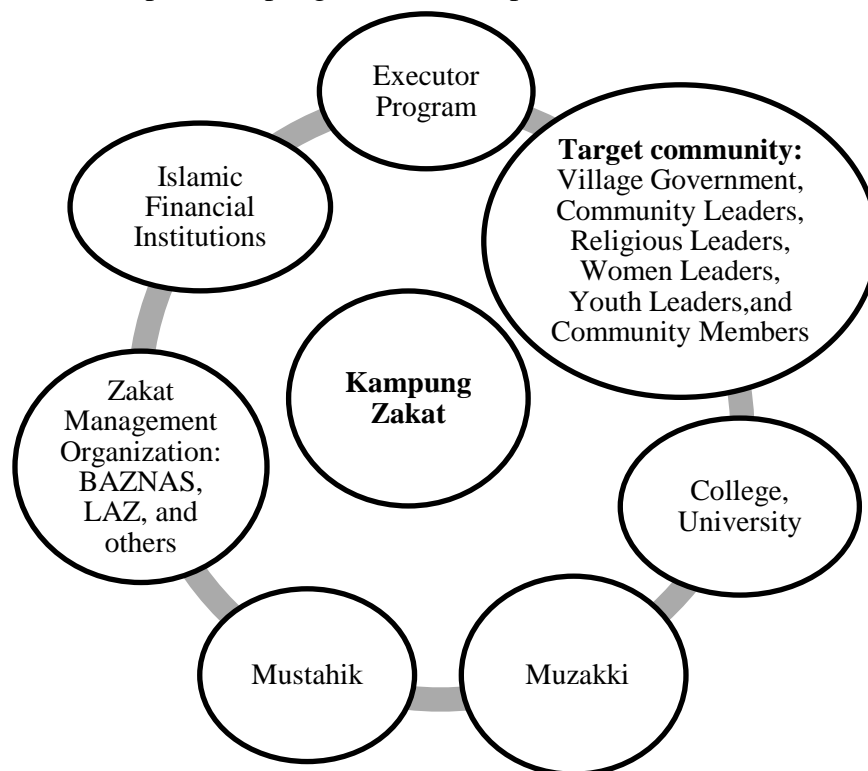 Executor
Program
Target community:
Village Government,
Community Leaders,
Religious Leaders,
Women Leaders,
Youth Leaders,and
Community Members
Islamic
Financial
Institutions
Kampung
Zakat
Zakat
Management
Organization:
BAZNAS,
LAZ, and
others
College,
University
Mustahik
Muzakki